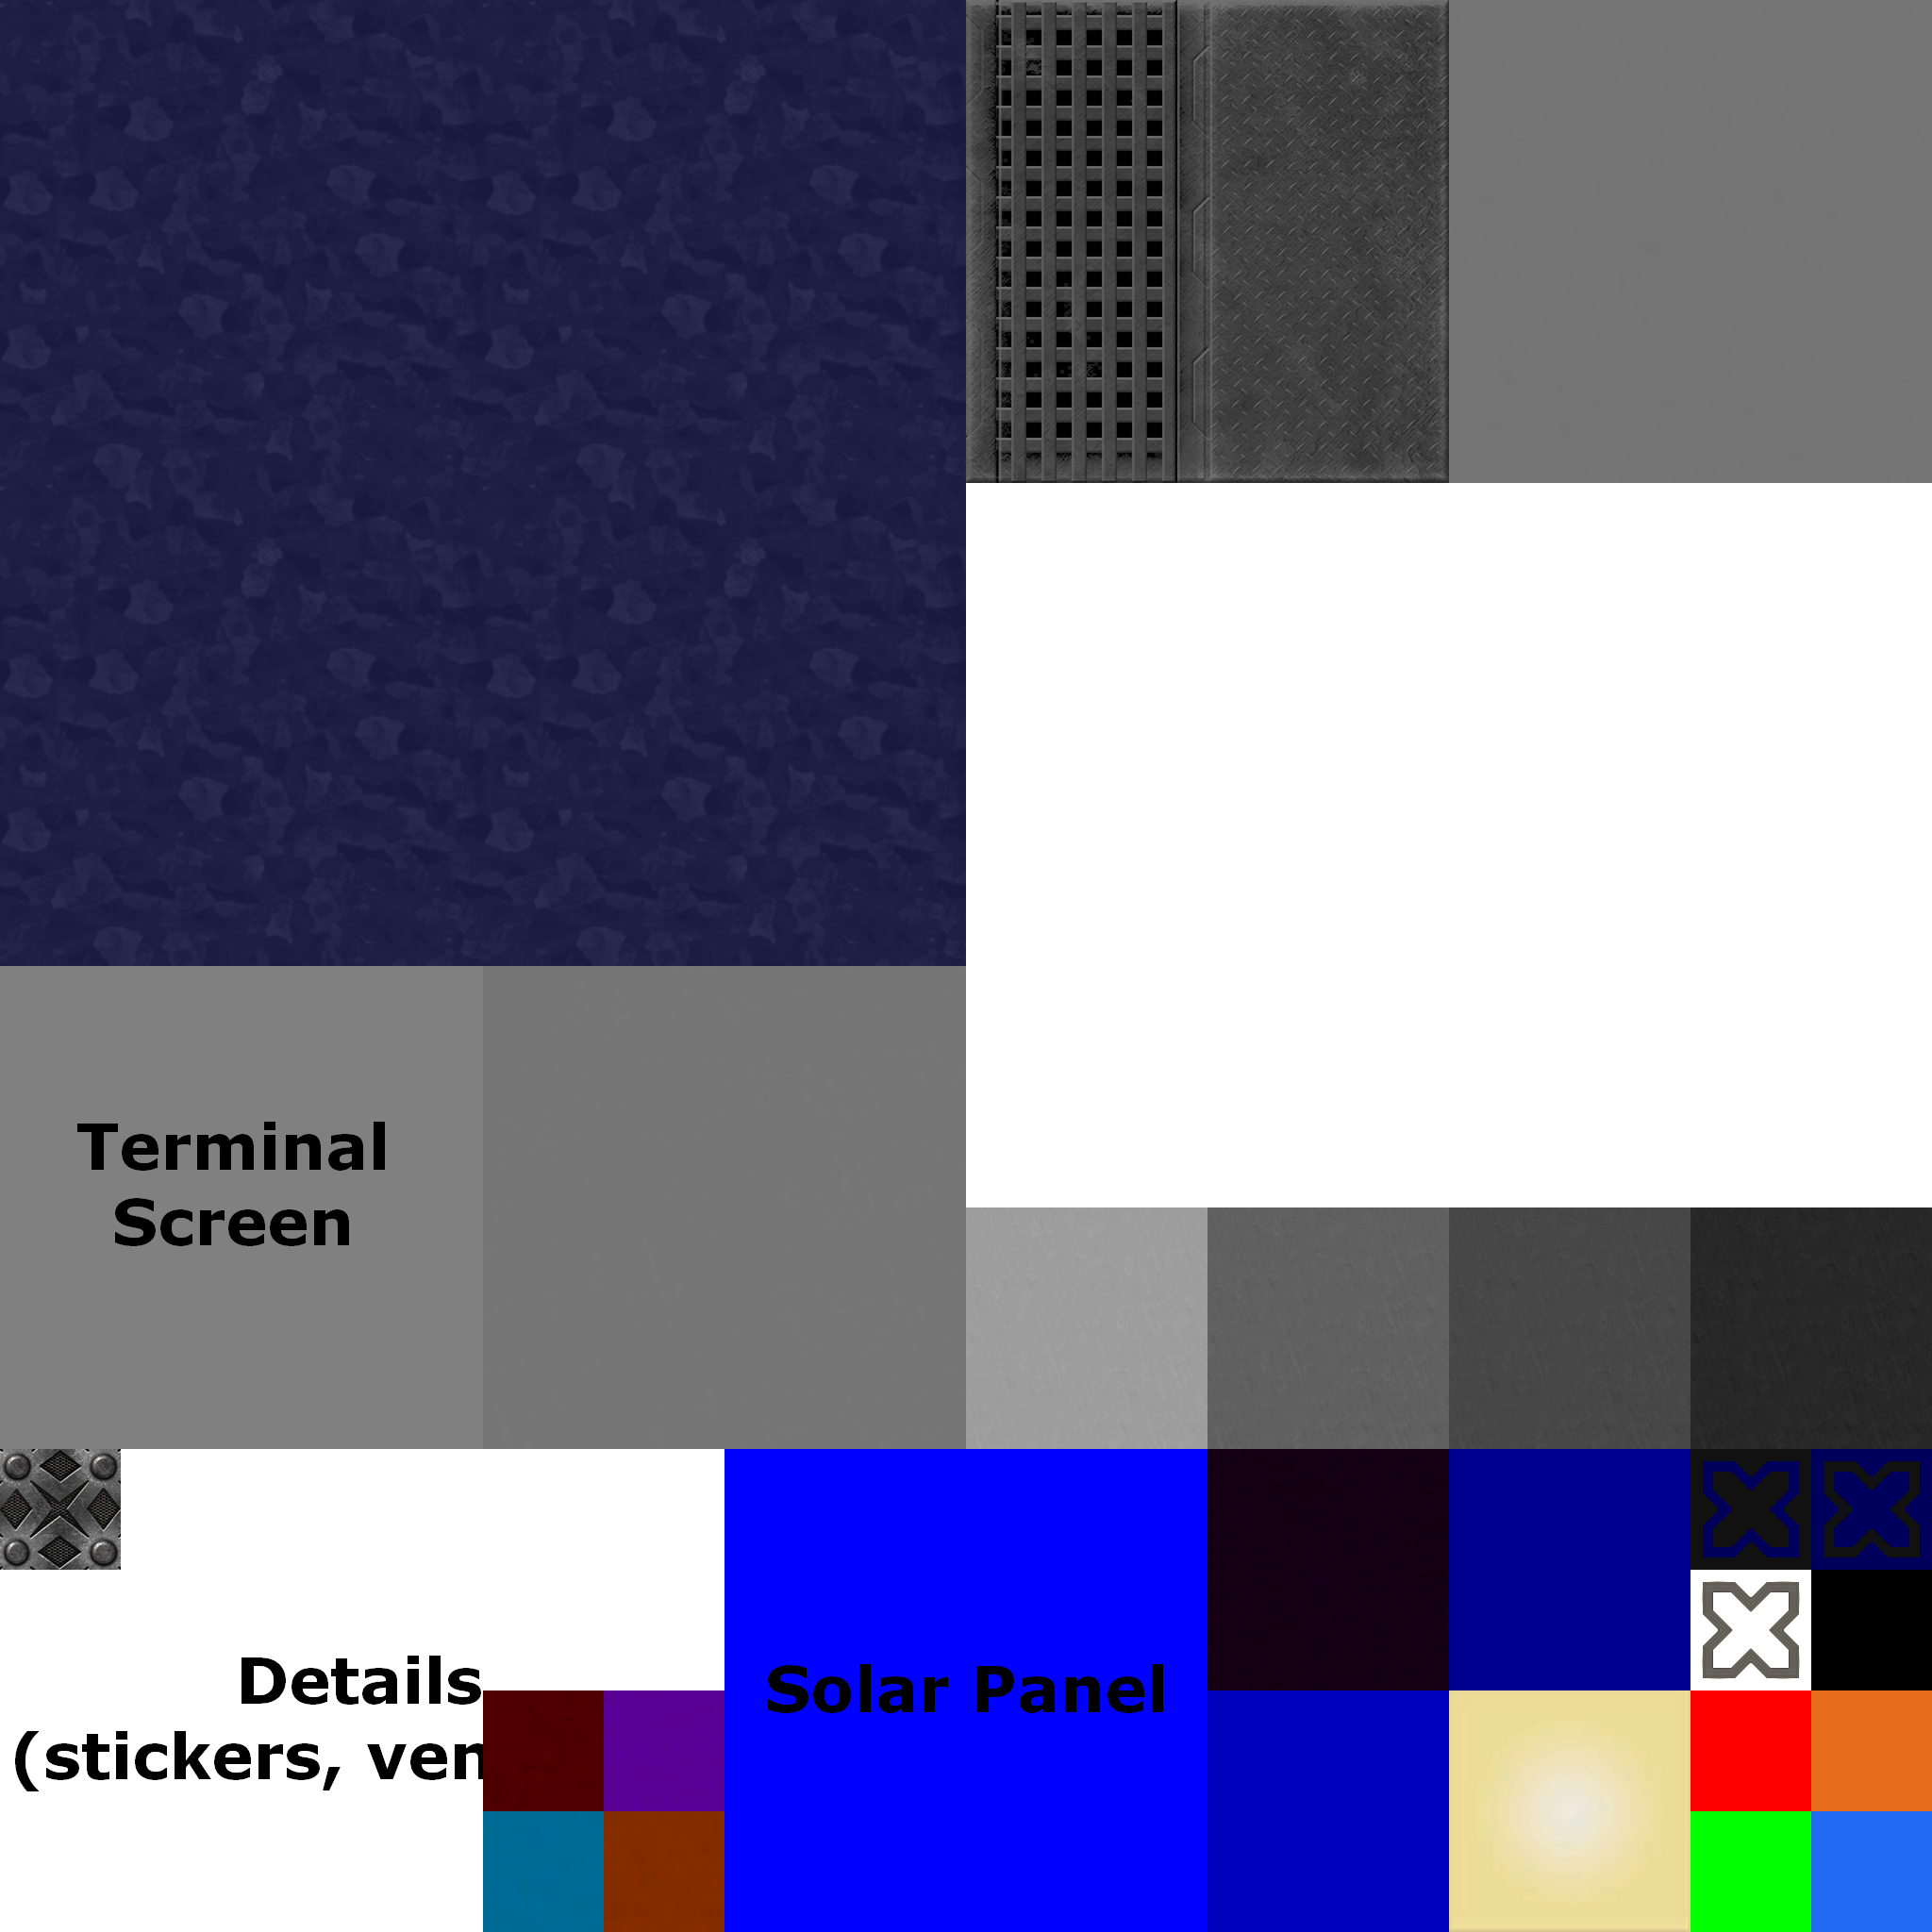 Terminal
Screen
Details
(stickers, ven
Solar Panel